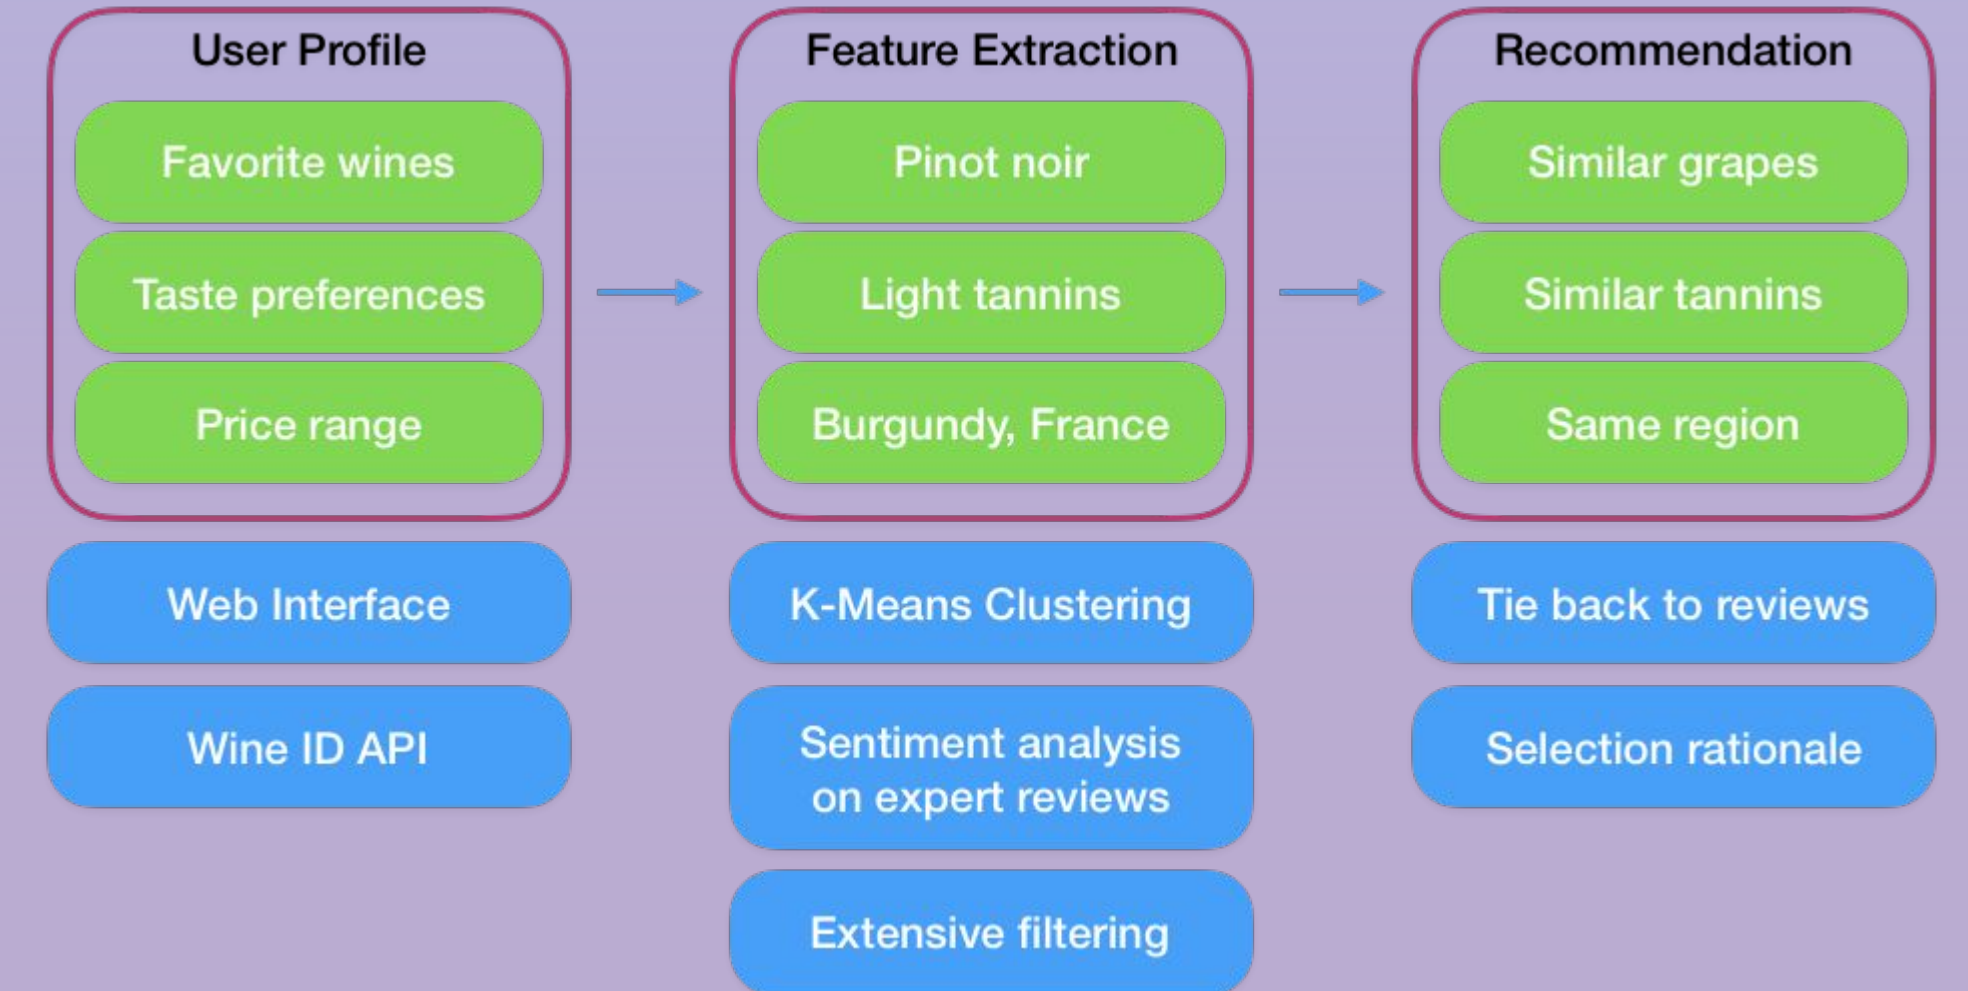 User Profile
Favorite wines
Taste preferences
Price range
Web Interface
Wine ID API
Feature Extraction
Pinot noir
Light tannins
Burgundy, France
K-Means Clustering
Sentiment analysis
on expert reviews
Extensive filtering
Recommendation
Similar grapes
Similar tannins
Same region
Tie back to reviews
Selection rationale